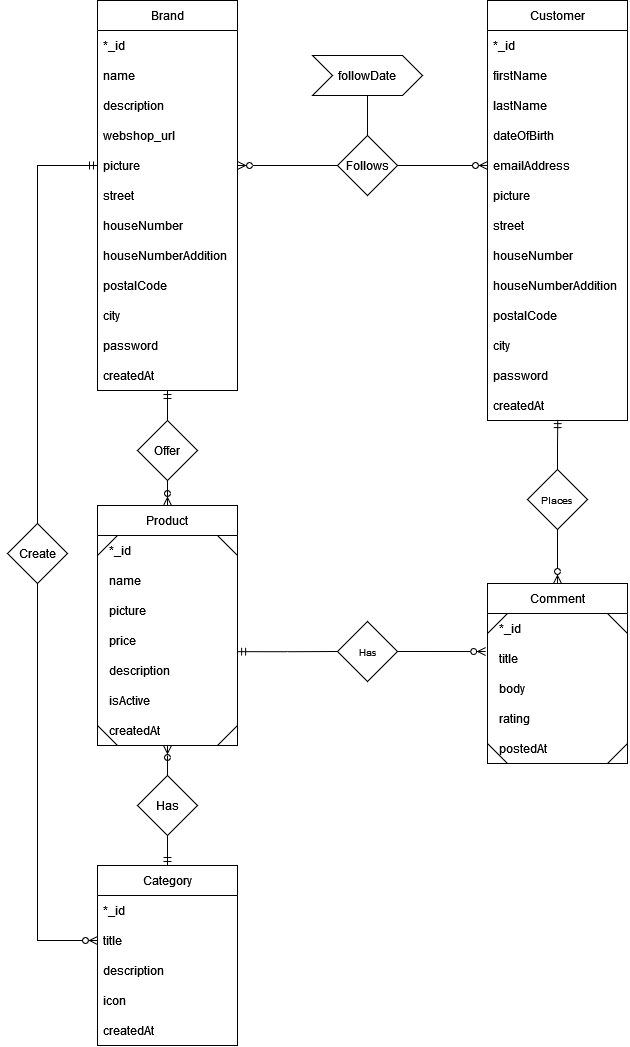 Brand
*_id
name
description
webshop_url
picture
street
houseNumber
houseNumberAddition
postalCode
city
password
createdAt
followDate
Follows
Customer
*_id
firstName
lastName
dateOfBirth
emailAddress
picture
street
houseNumber
houseNumberAddition
postalCode
city
password
createdAt
Offer
Places
Create
Product
*_id
name
picture
price
description
isActive
createdAt
Has
Comment
*_id
title
body
rating
postedAt
Has
Category
*_id
title
description
icon
createdAt